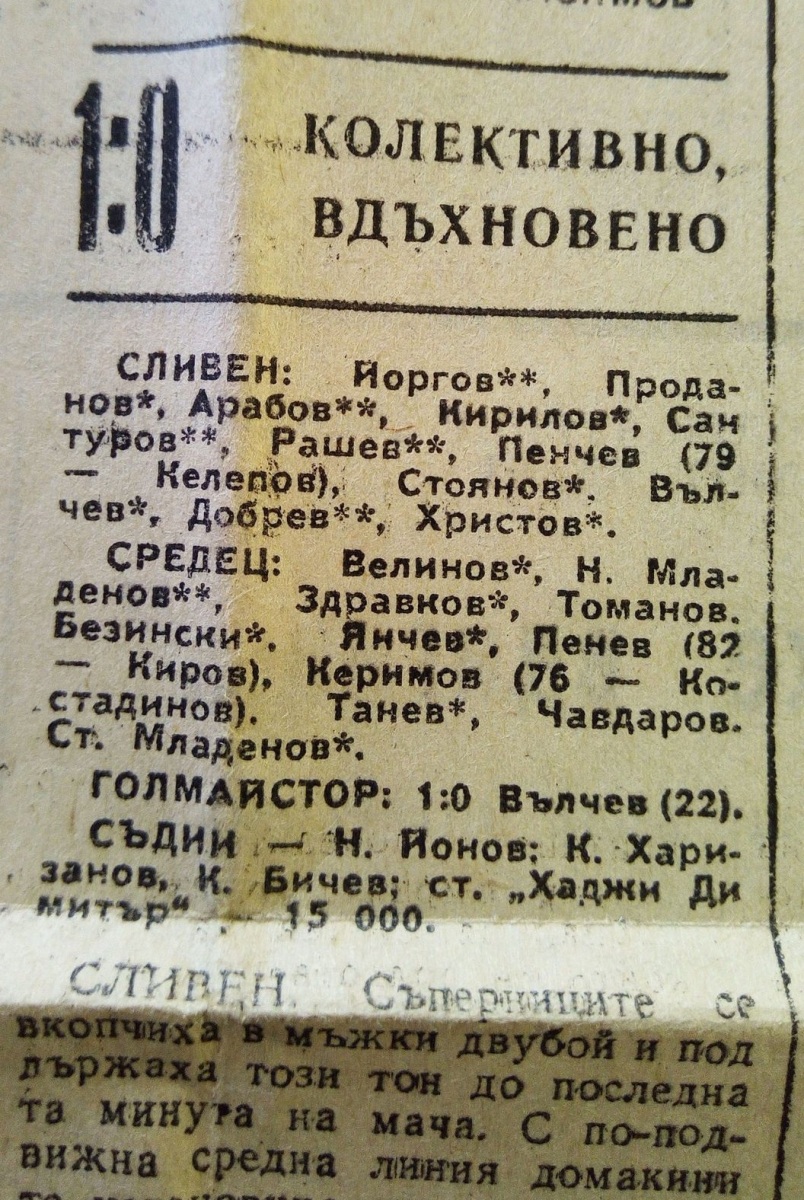 1:0
КОЛЕКТИВНО,
ВДЪХНОВЕНО
СЛИВЕН: Йоргов**, Прода-
нов*, Арабов**, Кирилов*, Сан
туров**, Рашев**, Пенчев (79
— Келепов), Стоянов*. Въл-
чев*, Добрев**, Христов*.
СРЕДЕЦ: Велинов*, Н. Мла-
денов**, Здравков*, Томанов.
Безински*. Янчев*, Пенев (82
— Киров), Керимов (76 — Ко-
стадинов). Танев*, Чавдаров.
Ст. Младенов*.
ГОЛМАЙСТОР: 1:0 Вълчев (22).
СЪДИИ — Н. Йонов; К. Хари-
занов, К. Бичев; ст. „Хаджи Ди
митър“ — 15 000.
СЛИВЕН. Съперниците се
вкопчиха в мъжки двубой и под
държаха този тон до последна
та минута на мача. С по-под-
вижна средна линия домакини